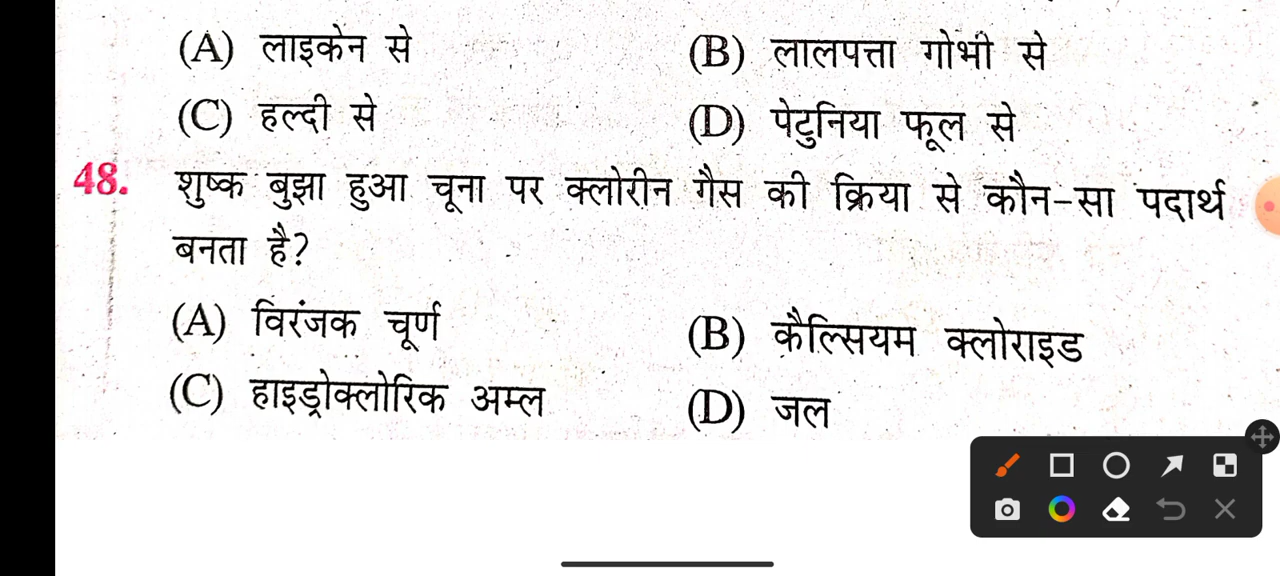 (A) लाइकेन से (B) लालपत्ता गोभी से
(C) हल्दी से (D) पेटुनिया फूल से
48. शुष्क बुझा हुआ चूना पर क्लोरीन गैस की क्रिया से कौन-सा पदार्थ
बनता है?
(A) विरंजक चूर्ण (B) कैल्सियम क्लोराइड
(C) हाइड्रोक्लोरिक अम्ल (D) जल